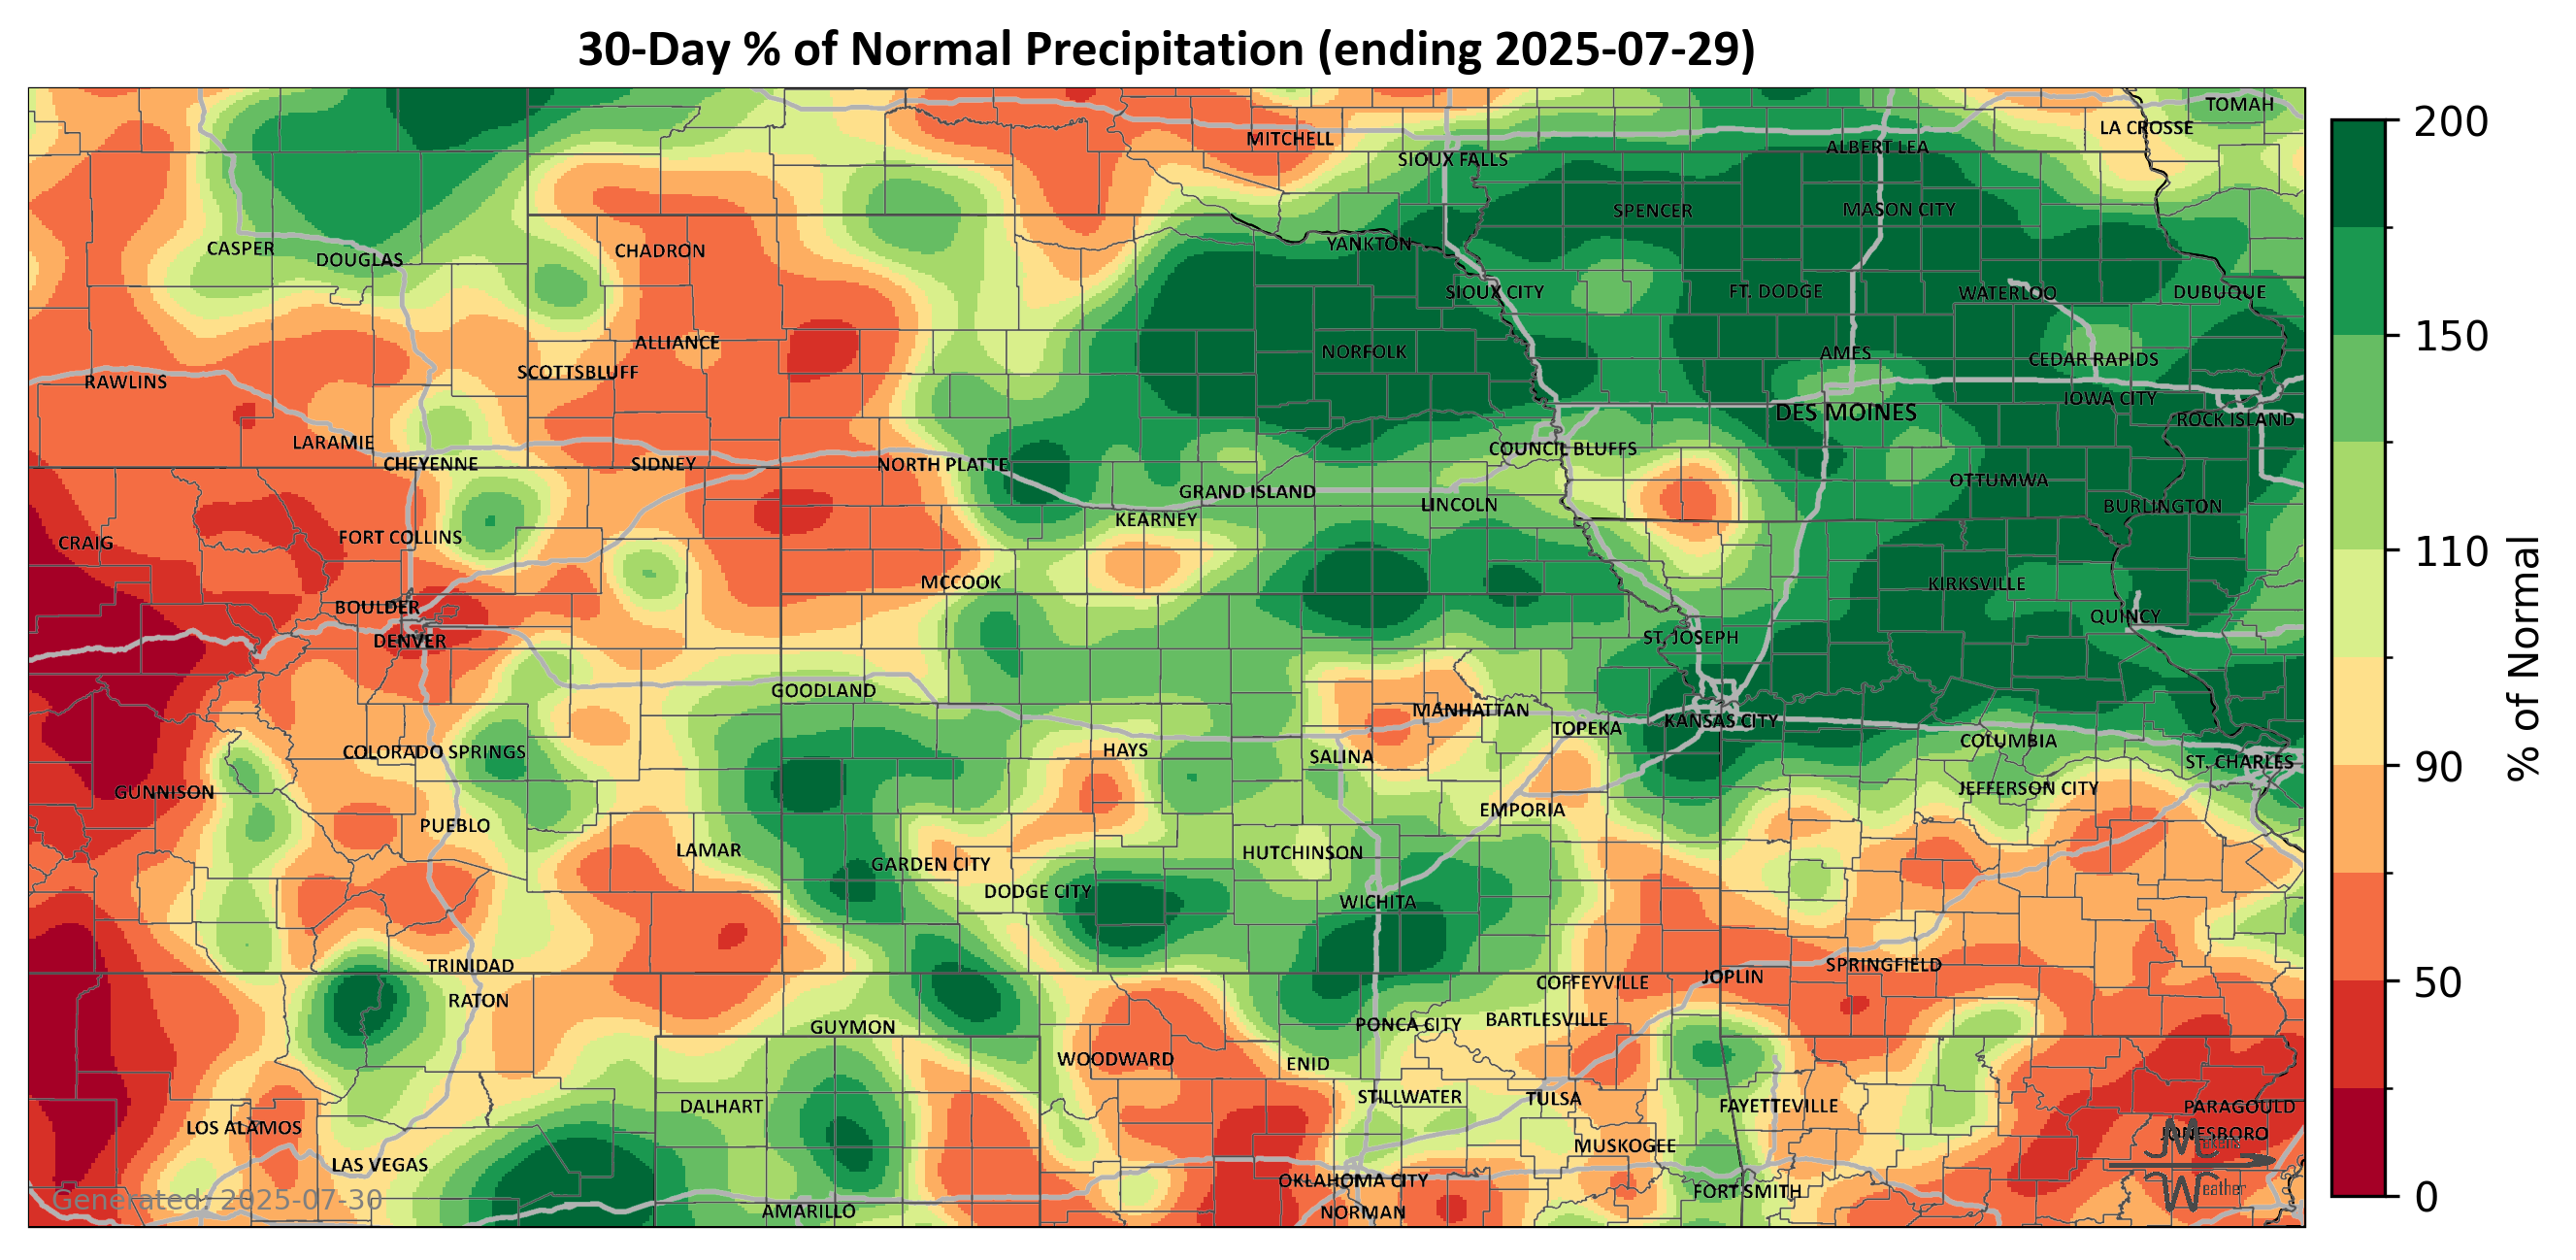 30-Day % of Normal Precipitation (ending 2025-07-29)
TOMAH
LA CROSSE
MITCHELL
ALBERT LEA
SIOUX FALLS
SPENCER
MASON CITY
YANKTON
CASPER
CHADRON
DOUGLAS
SIOUX CITY
FT. DODGE
WATERLOO
DUBUQUE
ALLIANCE
NORFOLK
AMES
CEDAR RAPIDS
SCOTTSBLUFF
RAWLINS
IOWA CITY
DES MOINES
ROCK ISLAND
LARAMIE
COUNCIL BLUFFS
CHEYENNE
SIDNEY
NORTH PLATTE
OTTUMWA
GRAND ISLAND
LINCOLN
BURLINGTON
KEARNEY
FORT COLLINS
CRAIG
MCCOOK
KIRKSVILLE
BOULDER
QUINCY
DENVER
ST. JOSEPH
GOODLAND
MANHATTAN
KANSAS CITY
TOPEKA
COLUMBIA
COLORADO SPRINGS
HAYS
SALINA
ST. CHARLES
GUNNISON
JEFFERSON CITY
EMPORIA
PUEBLO
LAMAR
HUTCHINSON
GARDEN CITY
DODGE CITY
WICHITA
TRINIDAD
SPRINGFIELD
JOPLIN
COFFEYVILLE
RATON
BARTLESVILLE
PONCA CITY
GUYMON
WOODWARD
ENID
STILLWATER
TULSA
DALHART
FAYETTEVILLE
PARAGOULD
LOS ALAMOS
JONESBORO
MUSKOGEE
LAS VEGAS
OKLAHOMA CITY
FORT SMITH
AMARILLO
NORMAN
Generated: 2025-07-30
Weather
200
150
110
90
50
0
% of Normal